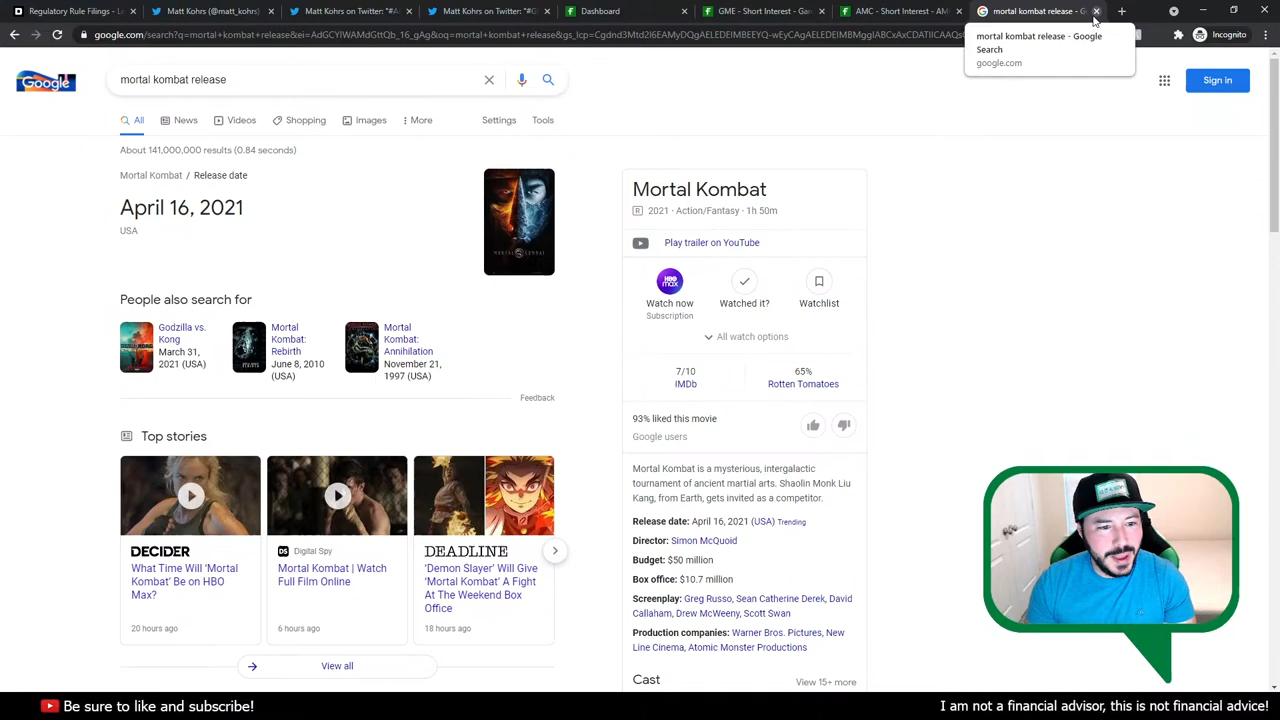 Regulatory Rule Filings - L
Matt Kohrs (@matt_kohrs)
Matt Kohrs on Twitter: "#A
Matt Kohrs on Twitter: "#G
Dashboard
GME - Short Interest - Ga
AMC - Short Interest - AM
mortal kombat release - G
Incognito
mortal kombat release - Google
Search
google.com
Google
mortal kombat release
Sign in
All
News
Videos
Shopping
Images
More
Settings
Tools
About 141,000,000 results (0.84 seconds)
Mortal Kombat / Release date
April 16, 2021
USA
People also search for
Godzilla vs.
Kong
March 31,
2021 (USA)
Mortal
Kombat:
Rebirth
June 8, 2010
(USA)
Mortal
Kombat:
Annihilation
November 21,
1997 (USA)
Feedback
Top stories
DECIDER
What Time Will ‘Mortal
Kombat’ Be on HBO
Max?
20 hours ago
DS Digital Spy
Mortal Kombat | Watch
Full Film Online
6 hours ago
DEADLINE
‘Demon Slayer’ Will Give
‘Mortal Kombat’ A Fight
At The Weekend Box
Office
18 hours ago
View all
Mortal Kombat
R 2021 · Action/Fantasy · 1h 50m
Play trailer on YouTube
HBO
max
Watch now
Subscription
Watched it?
Watchlist
All watch options
7/10
IMDb
65%
Rotten Tomatoes
93% liked this movie
Google users
Mortal Kombat is a mysterious, intergalactic
tournament of ancient martial arts. Shaolin Monk Liu
Kang, from Earth, gets invited as a competitor.
Release date: April 16, 2021 (USA) Trending
Director: Simon McQuoid
Budget: $50 million
Box office: $10.7 million
Screenplay: Greg Russo, Sean Catherine Derek, David
Callaham, Drew McWeeny, Scott Swan
Production companies: Warner Bros. Pictures, New
Line Cinema, Atomic Monster Productions
Cast
View 15+ more
Be sure to like and subscribe!
I am not a financial advisor, this is not financial advice!